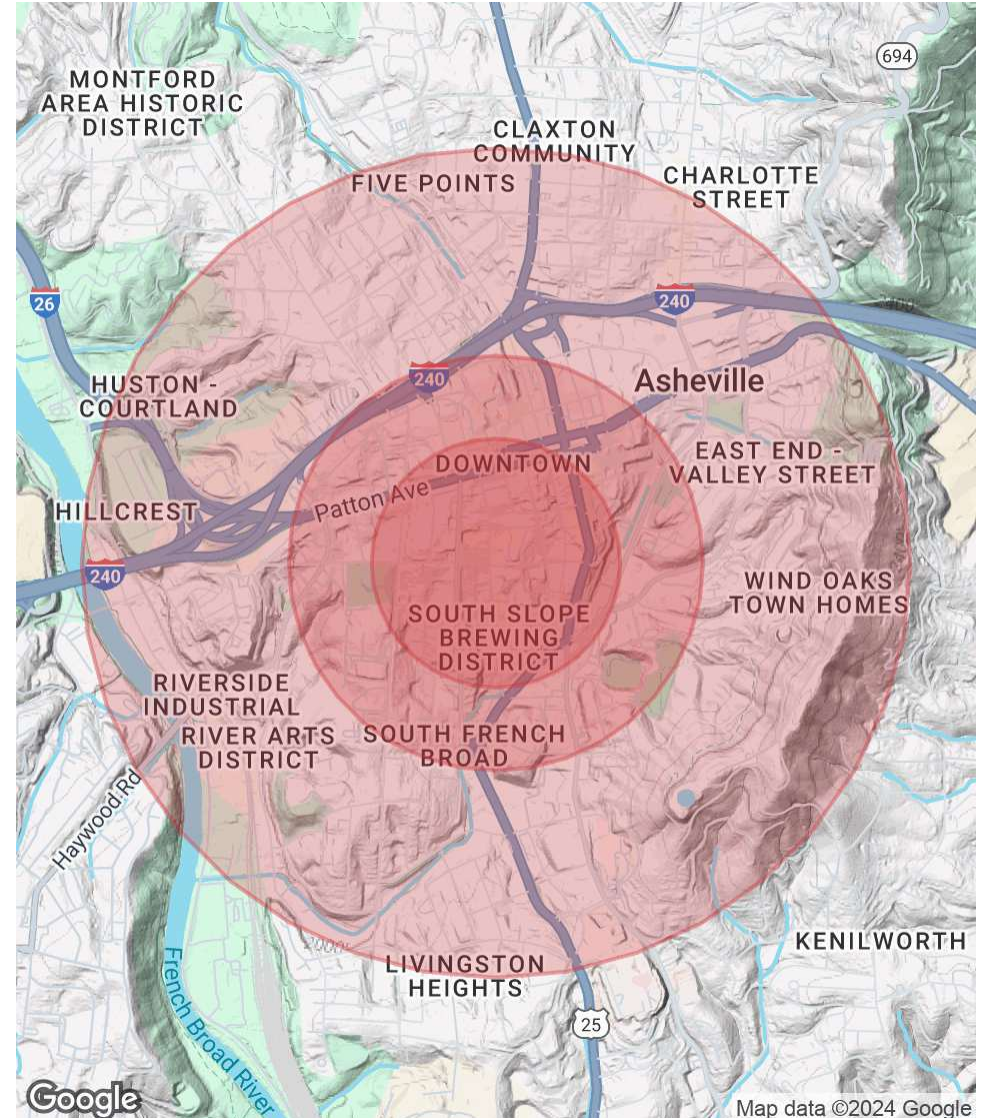 694
MONTFORD
AREA HISTORIC
DISTRICT
CLAXTON
COMMUNITY
FIVE POINTS
CHARLOTTE
STREET
26
240
240
HUSTON -
COURTLAND
Asheville
DOWNTOWN
EAST END -
VALLEY STREET
Patton Ave
HILLCREST
240
WIND OAKS
TOWN HOMES
SOUTH SLOPE
BREWING
DISTRICT
RIVERSIDE
INDUSTRIAL
RIVER ARTS
DISTRICT
SOUTH FRENCH
BROAD
Haywood Rd
KENILWORTH
LIVINGSTON
HEIGHTS
French Broad River
25
Google
Map data ©2024 Google